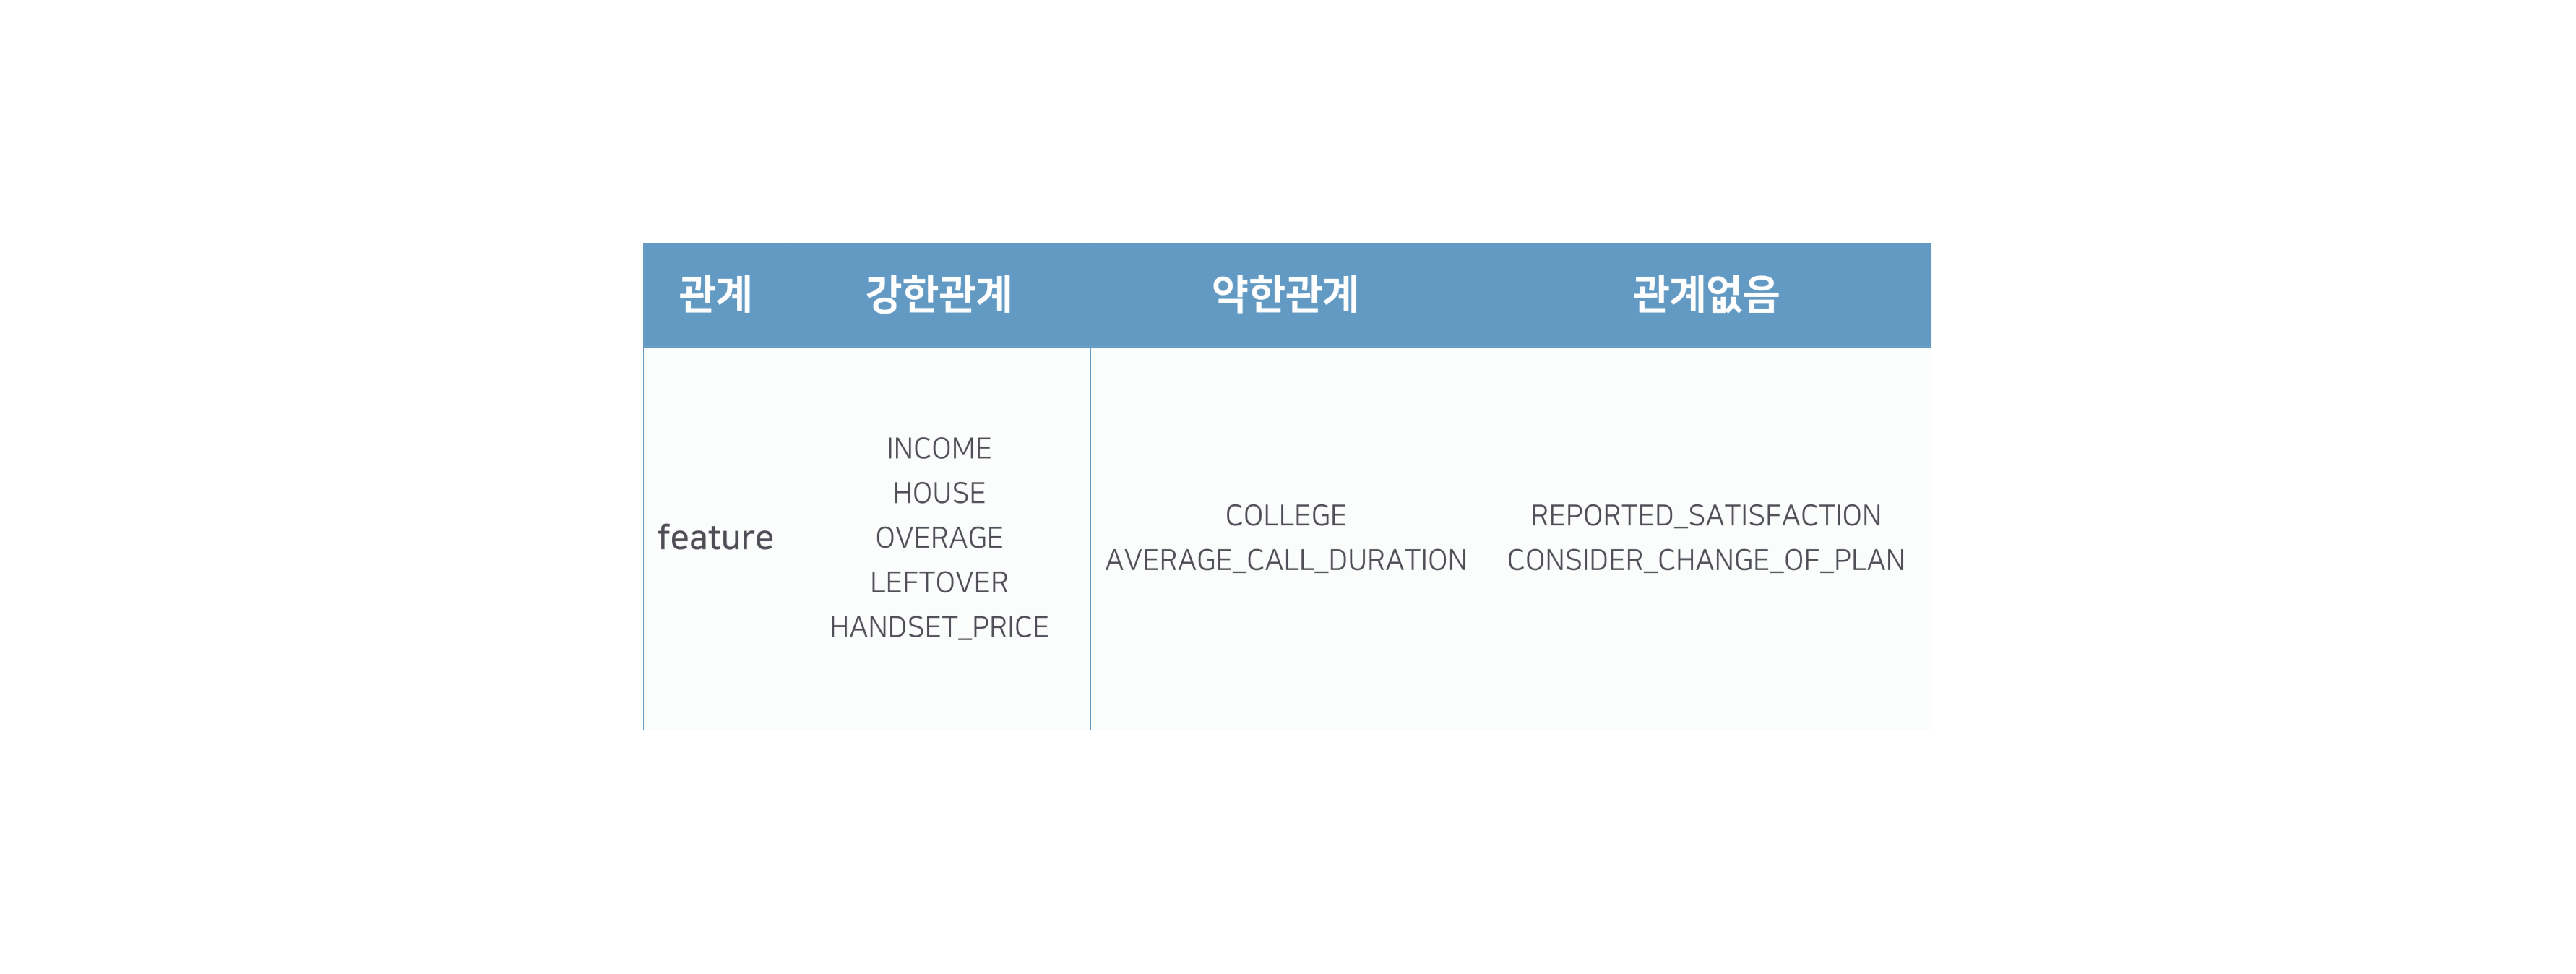 관계 강한관계 약한관계 관계없음
feature
INCOME
HOUSE
OVERAGE
LEFTOVER
HANDSET_PRICE
COLLEGE
AVERAGE_CALL_DURATION
REPORTED_SATISFACTION
CONSIDER_CHANGE_OF_PLAN